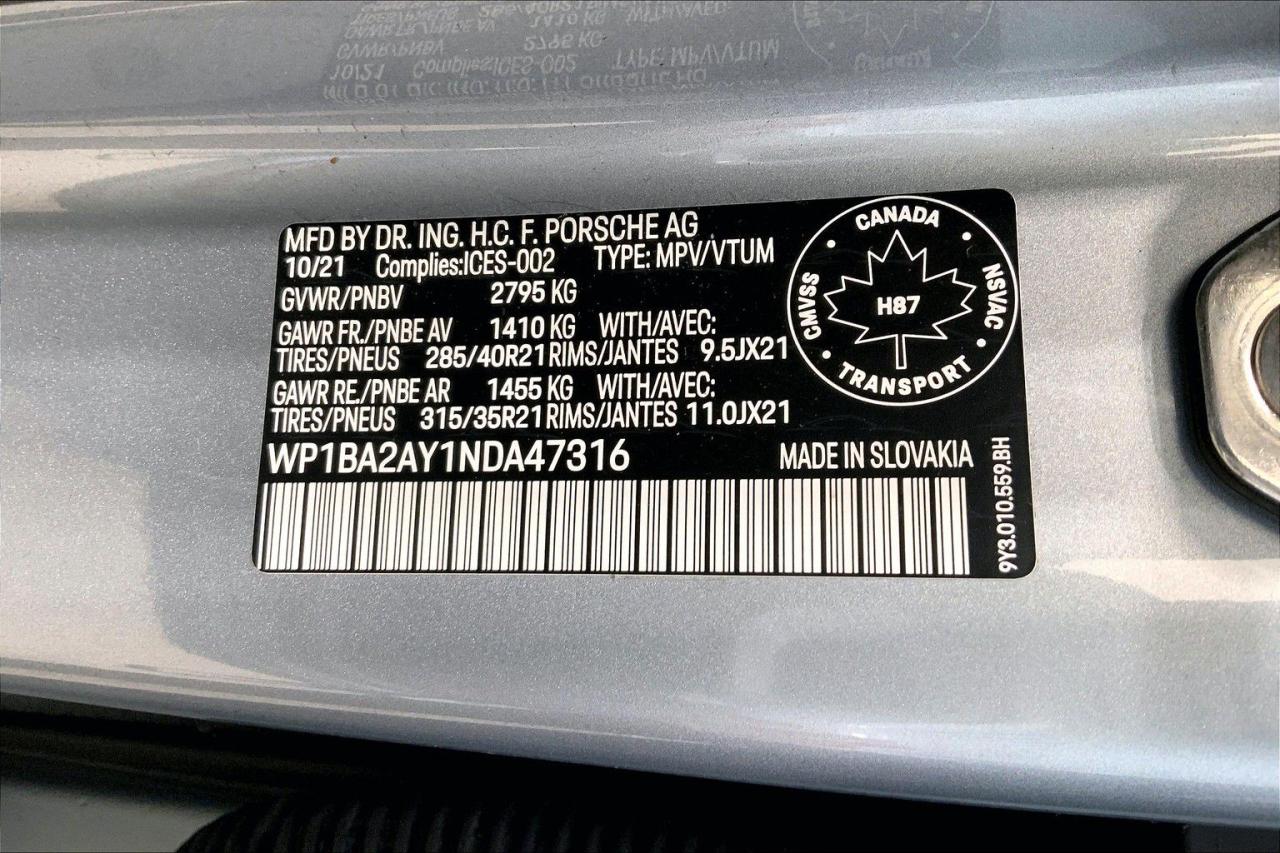 MFD BY DR. ING. H.C. F. PORSCHE AG
10/21 Complies:ICES-002 TYPE: MPV/VTUM
GVWR/PNBV 2795 KG
GAWR FR./PNBE AV 1410 KG WITH/AVEC:
TIRES/PNEUS 285/40R21 RIMS/JANTES 9.5JX21
GAWR RE./PNBE AR 1455 KG WITH/AVEC:
TIRES/PNEUS 315/35R21 RIMS/JANTES 11.0JX21
WP1BA2AY1NDA47316 MADE IN SLOVAKIA
CANADA
CMVSS
H87
NSVAC
TRANSPORT
9Y3.010.559.BH